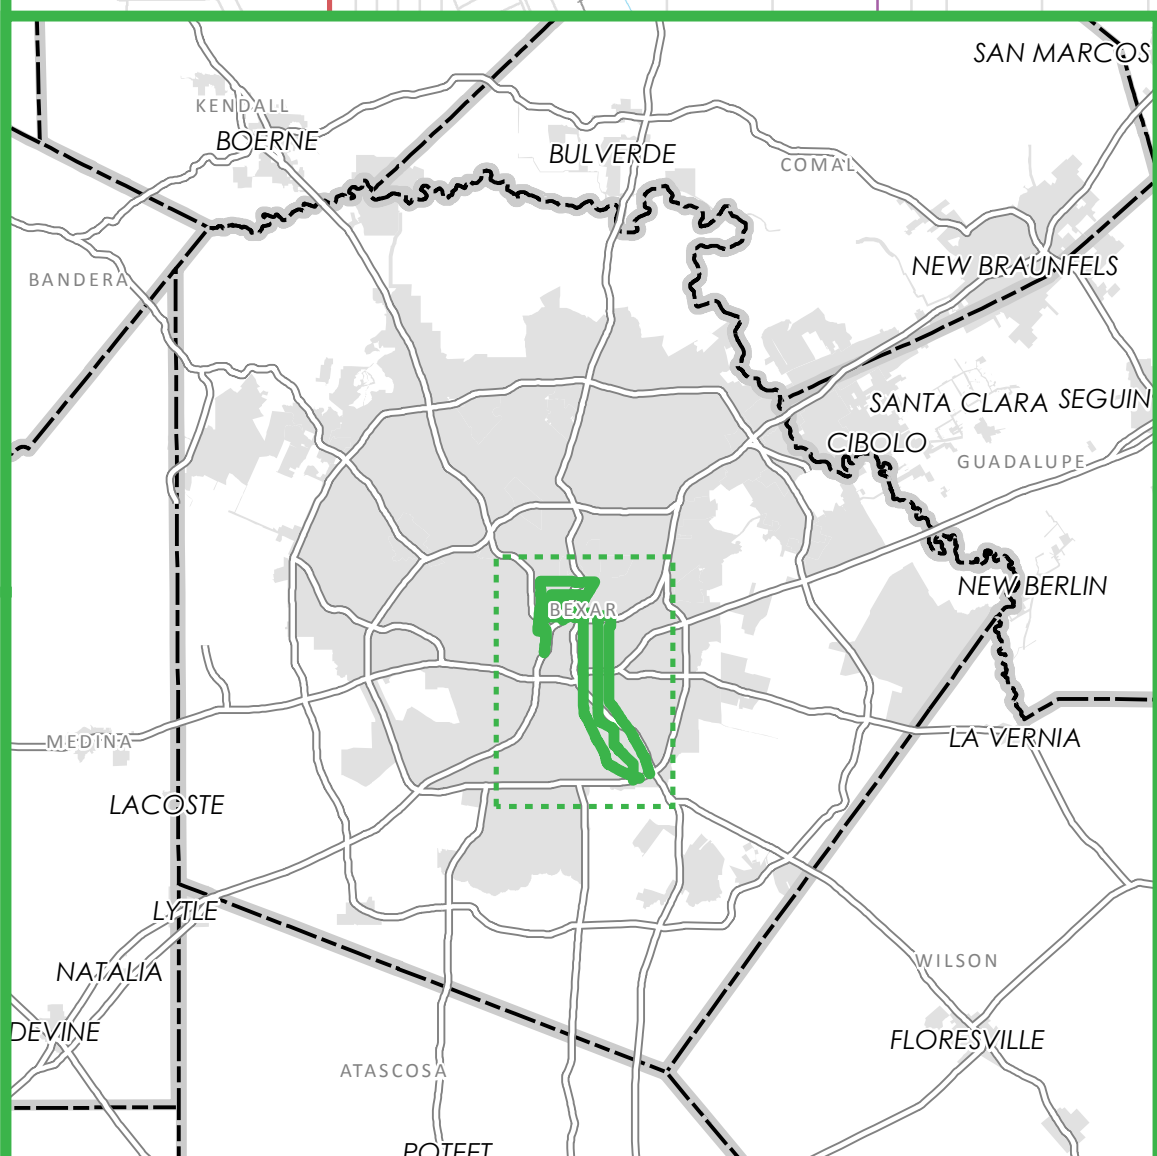 SAN MARCOS
KENDALL
BOERNE
BULVERDE
COMAL
BANDERA
NEW BRAUNFELS
SANTA CLARA
SEGUIN
CIBOLO
GUADALUPE
NEW BERLIN
BEXAR
MEDINA
LA VERNIA
LACOSTE
LYTLE
NATALIA
WILSON
DEVINE
FLORESVILLE
ATASCOSA
POTEET